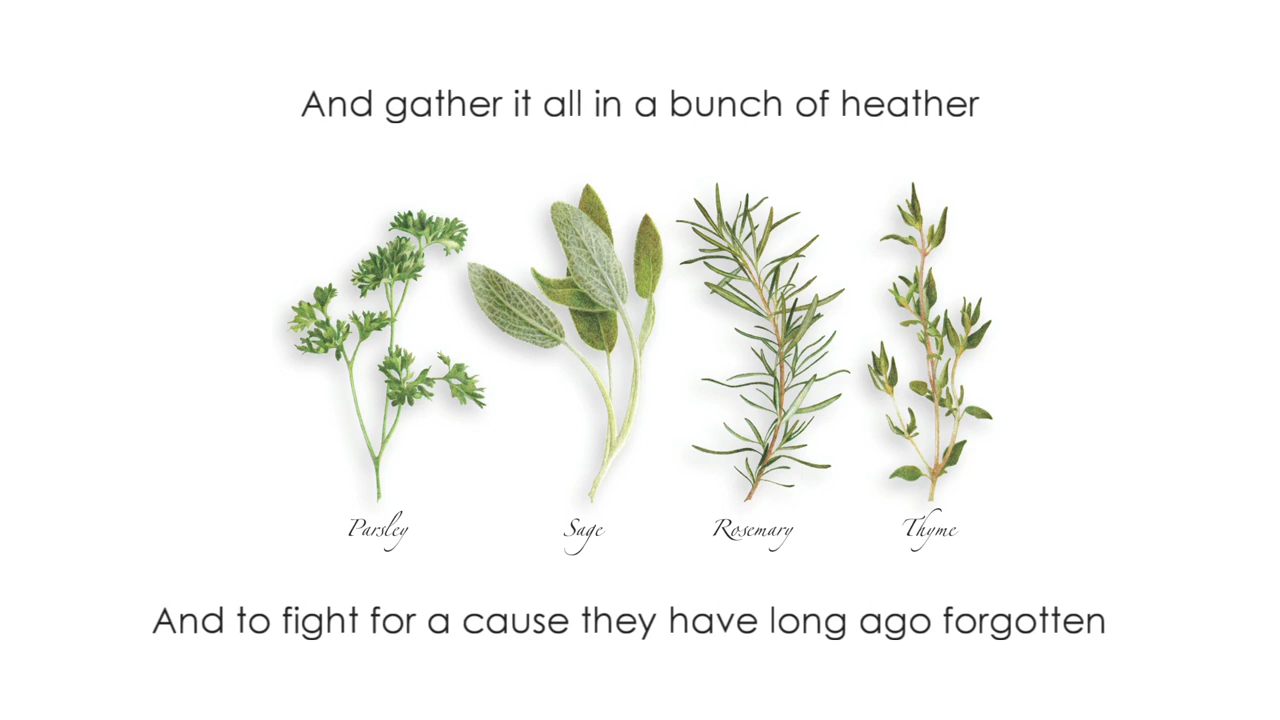 And gather it all in a bunch of heather
Parsley Sage Rosemary Thyme
And to fight for a cause they have long ago forgotten